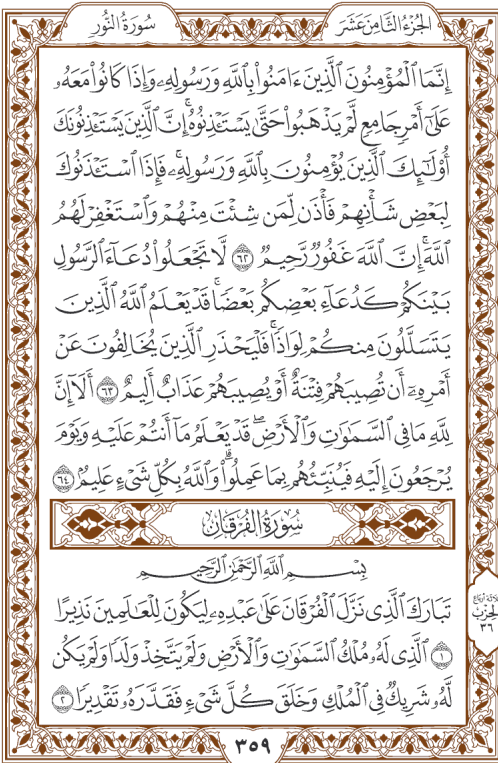 الجزء الثامن عشر
سورة النور
إِنَّمَا ٱلْمُؤْمِنُونَ ٱلَّذِينَ ءَامَنُوا۟ بِٱللَّهِ وَرَسُولِهِۦ وَإِذَا كَانُوا۟ مَعَهُۥ
عَلَىٰٓ أَمْرٍ جَامِعٍ لَّمْ يَذْهَبُوا۟ حَتَّىٰ يَسْتَـْٔذِنُوهُ ۚ إِنَّ ٱلَّذِينَ يَسْتَـْٔذِنُونَكَ
أُو۟لَـٰٓئِكَ ٱلَّذِينَ يُؤْمِنُونَ بِٱللَّهِ وَرَسُولِهِۦ ۚ فَإِذَا ٱسْتَـْٔذَنُوكَ
لِبَعْضِ شَأْنِهِمْ فَأْذَن لِّمَن شِئْتَ مِنْهُمْ وَٱسْتَغْفِرْ لَهُمُ
ٱللَّهَ ۚ إِنَّ ٱللَّهَ غَفُورٌ رَّحِيمٌ ٦٢ لَّا تَجْعَلُوا۟ دُعَآءَ ٱلرَّسُولِ
بَيْنَكُمْ كَدُعَآءِ بَعْضِكُم بَعْضًا ۚ قَدْ يَعْلَمُ ٱللَّهُ ٱلَّذِينَ
يَتَسَلَّلُونَ مِنكُمْ لِوَاذًا ۚ فَلْيَحْذَرِ ٱلَّذِينَ يُخَالِفُونَ عَنْ
أَمْرِهِۦٓ أَن تُصِيبَهُمْ فِتْنَةٌ أَوْ يُصِيبَهُمْ عَذَابٌ أَلِيمٌ ٦٣ أَلَآ إِنَّ
لِلَّهِ مَا فِى ٱلسَّمَـٰوَٰتِ وَٱلْأَرْضِ ۖ قَدْ يَعْلَمُ مَآ أَنتُمْ عَلَيْهِ وَيَوْمَ
يُرْجَعُونَ إِلَيْهِ فَيُنَبِّئُهُم بِمَا عَمِلُوا۟ ۗ وَٱللَّهُ بِكُلِّ شَىْءٍ عَلِيمٌۢ ٦٤
سُورَةُ الفُرْقَانِ
بِسْمِ ٱللَّهِ ٱلرَّحْمَـٰنِ ٱلرَّحِيمِ
تَبَارَكَ ٱلَّذِى نَزَّلَ ٱلْفُرْقَانَ عَلَىٰ عَبْدِهِۦ لِيَكُونَ لِلْعَـٰلَمِينَ نَذِيرًا
١ ٱلَّذِى لَهُۥ مُلْكُ ٱلسَّمَـٰوَٰتِ وَٱلْأَرْضِ وَلَمْ يَتَّخِذْ وَلَدًا وَلَمْ يَكُن
لَّهُۥ شَرِيكٌ فِى ٱلْمُلْكِ وَخَلَقَ كُلَّ شَىْءٍ فَقَدَّرَهُۥ تَقْدِيرًا ٢
ثلاثة أرباع
الحزب
٣٦
٣٥٩